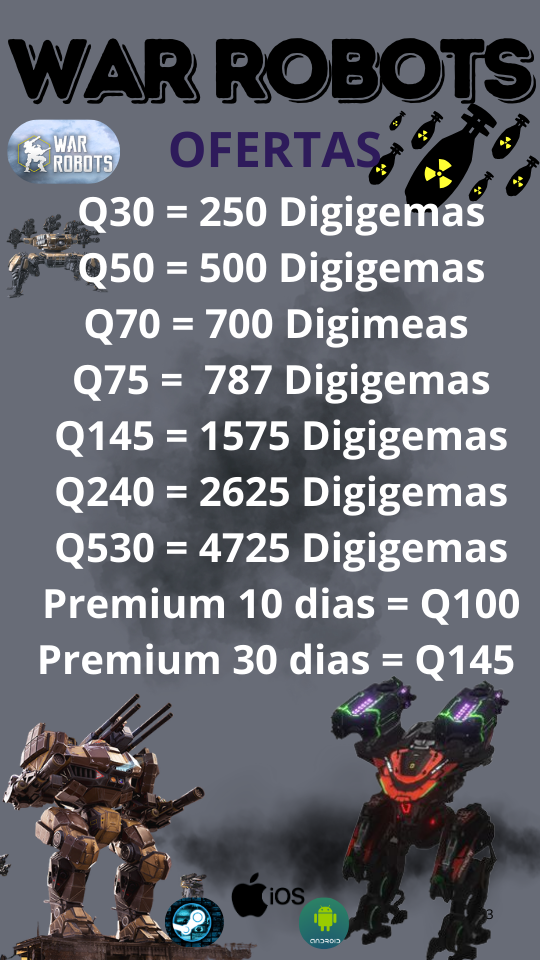 WAR ROBOTS
WAR
ROBOTS
OFERTAS
Q30 = 250 Digigemas
Q50 = 500 Digigemas
Q70 = 700 Digimeas
Q75 = 787 Digigemas
Q145 = 1575 Digigemas
Q240 = 2625 Digigemas
Q530 = 4725 Digigemas
Premium 10 dias = Q100
Premium 30 dias = Q145
iOS
ANDROID